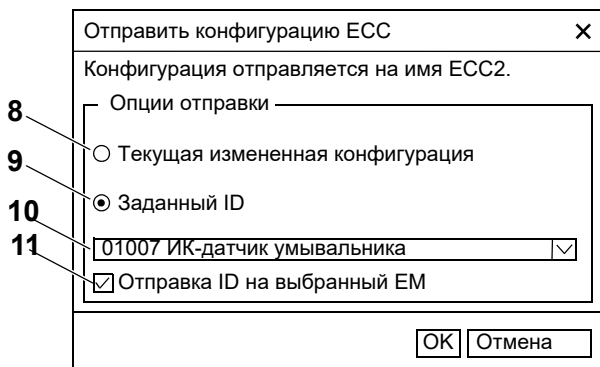 Отправить конфигурацию ECC
Конфигурация отправляется на имя ECC2.
Опции отправки
8
Текущая измененная конфигурация
9
Заданный ID
10
01007 ИК-датчик умывальника
11
Отправка ID на выбранный EM
OK Отмена